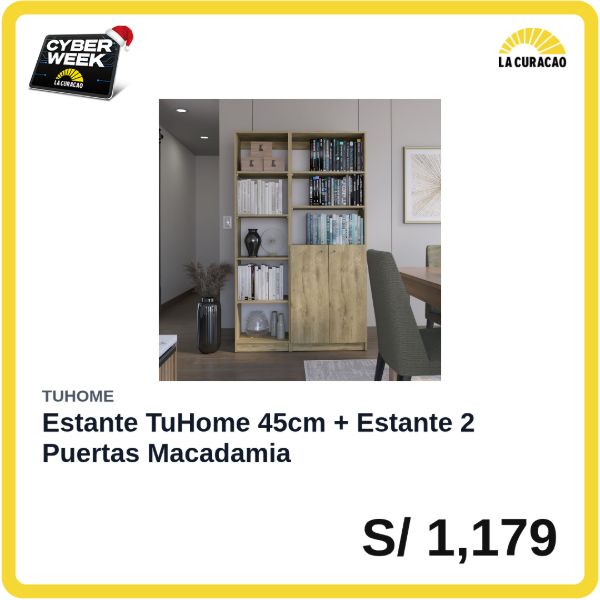 CYBER
WEEK
LA CURACAO
LA CURACAO
TUHOME
Estante TuHome 45cm + Estante 2
Puertas Macadamia
S/ 1,179